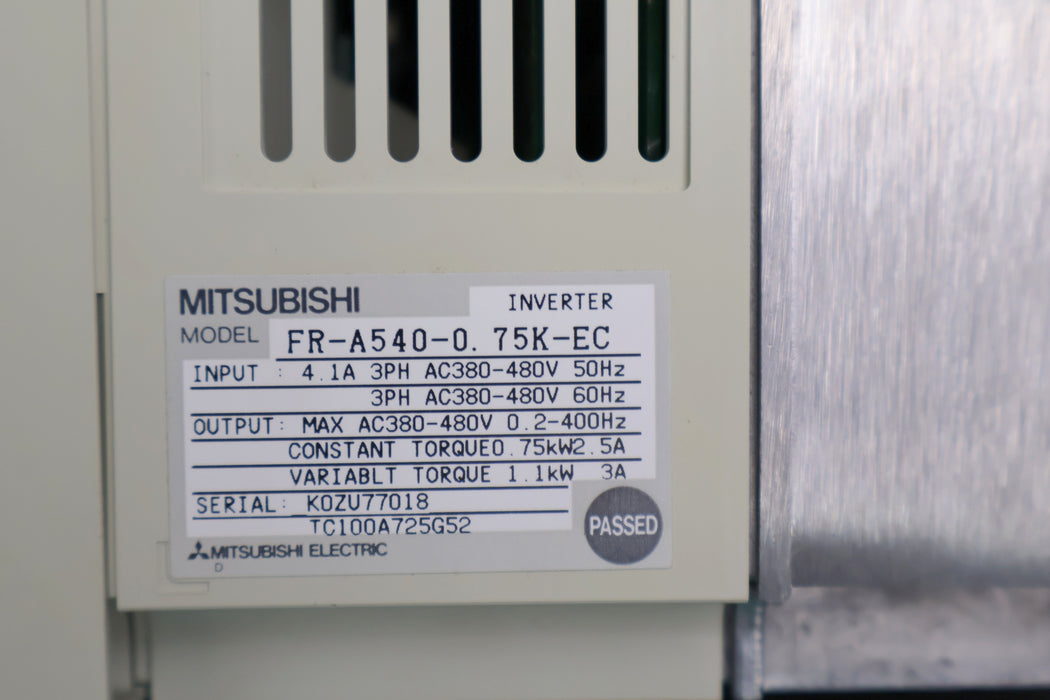 MITSUBISHI
INVERTER
MODEL FR-A540-0.75K-EC
INPUT : 4.1A 3PH AC380-480V 50Hz
3PH AC380-480V 60Hz
OUTPUT: MAX AC380-480V 0.2-400Hz
CONSTANT TORQUE0.75kW2.5A
VARIABLT TORQUE 1.1kW 3A
SERIAL: K0ZU77018
TC100A725G52
PASSED
MITSUBISHI ELECTRIC
D